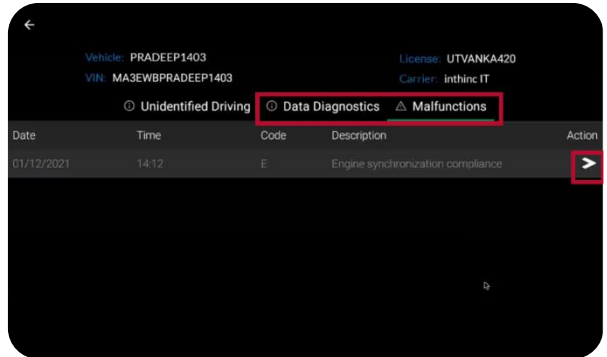 Vehicle: PRADEEP1403 License: UTVANKA420
VIN: MA3EWBPRADEEP1403 Carrier: inthinc IT
Unidentified Driving Data Diagnostics Malfunctions
Date Time Code Description Action
01/12/2021 14:12 E Engine synchronization compliance